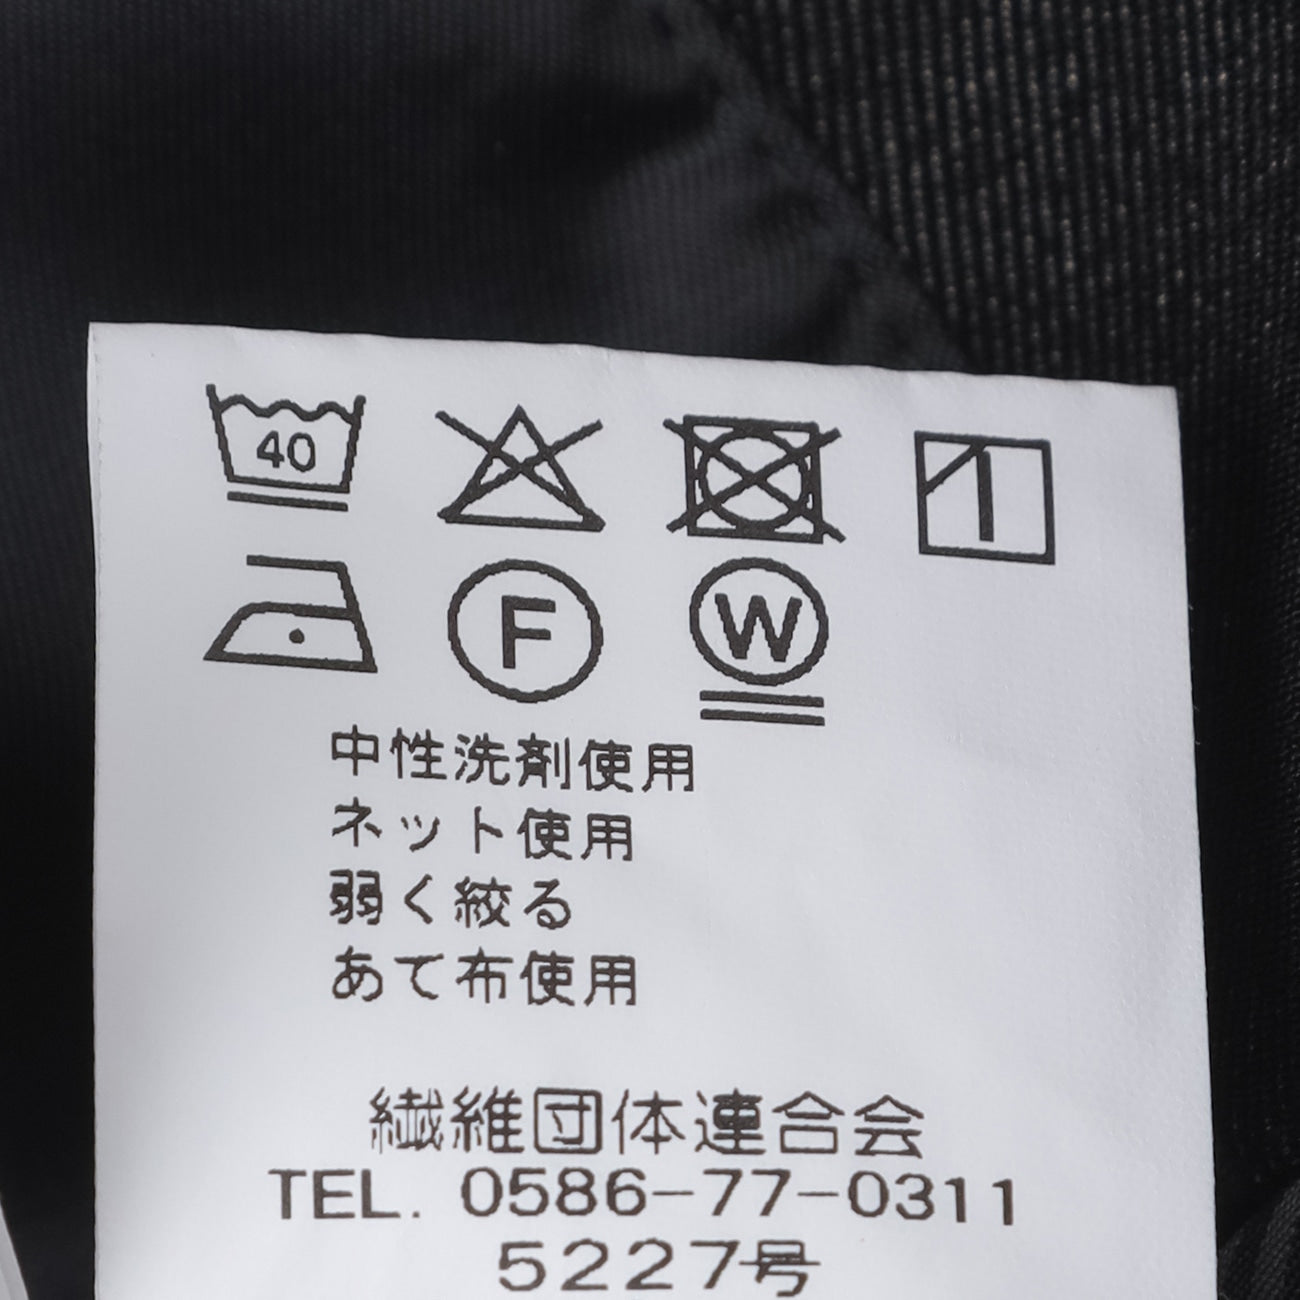 40
F W
中性洗剤使用
ネット使用
弱く絞る
あて布使用
繊維団体連合会
TEL. 0586-77-0311
5227号